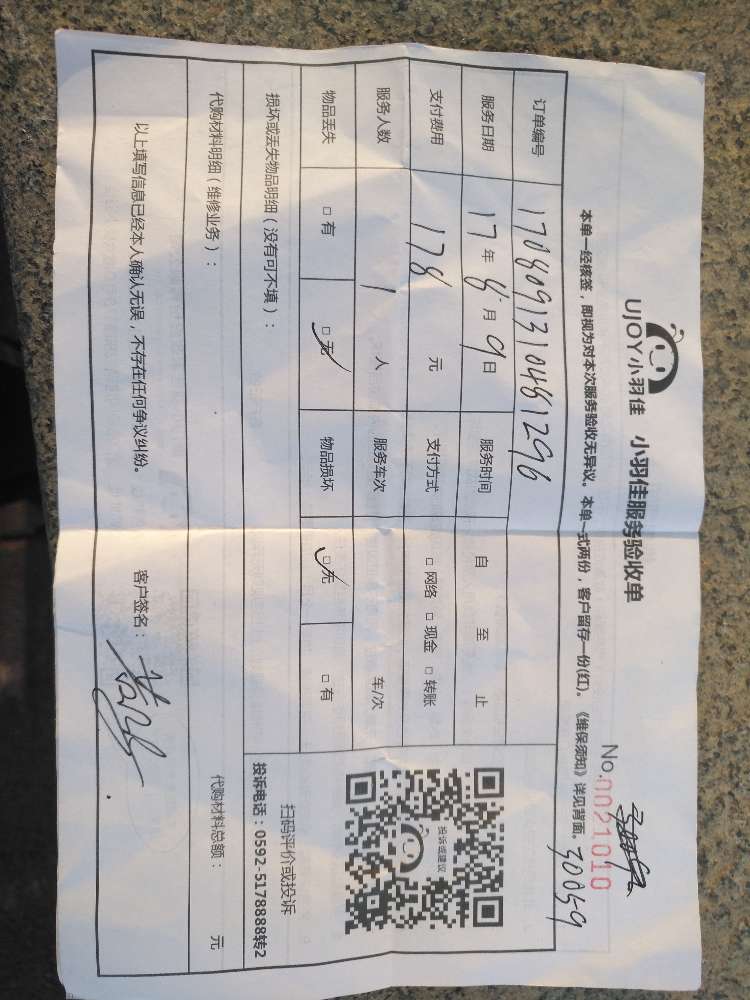 UJOY小羽佳 小羽佳服务验收单
No.0021010
本单一经核签，即视为对本次服务验收无异议。本单一式两份，客户留存一份(红)。《维保须知》详见背面。
30059
订单编号 1708091310481296
服务日期 17年8月9日 服务时间 自 至 止
支付费用 178 元 支付方式 □ 网络 □ 现金 □ 转账
服务人数 1 人 服务车次 车/次
物品丢失 □ 有 □ 无 物品损坏 □ 无 □ 有
损坏或丢失物品明细（没有可不填）：
投诉或建议
扫码评价或投诉
投诉电话：0592-5178888转2
代购材料明细（维修业务）： 代购材料总额： 元
以上填写信息已经本人确认无误，不存在任何争议纠纷。 客户签名：